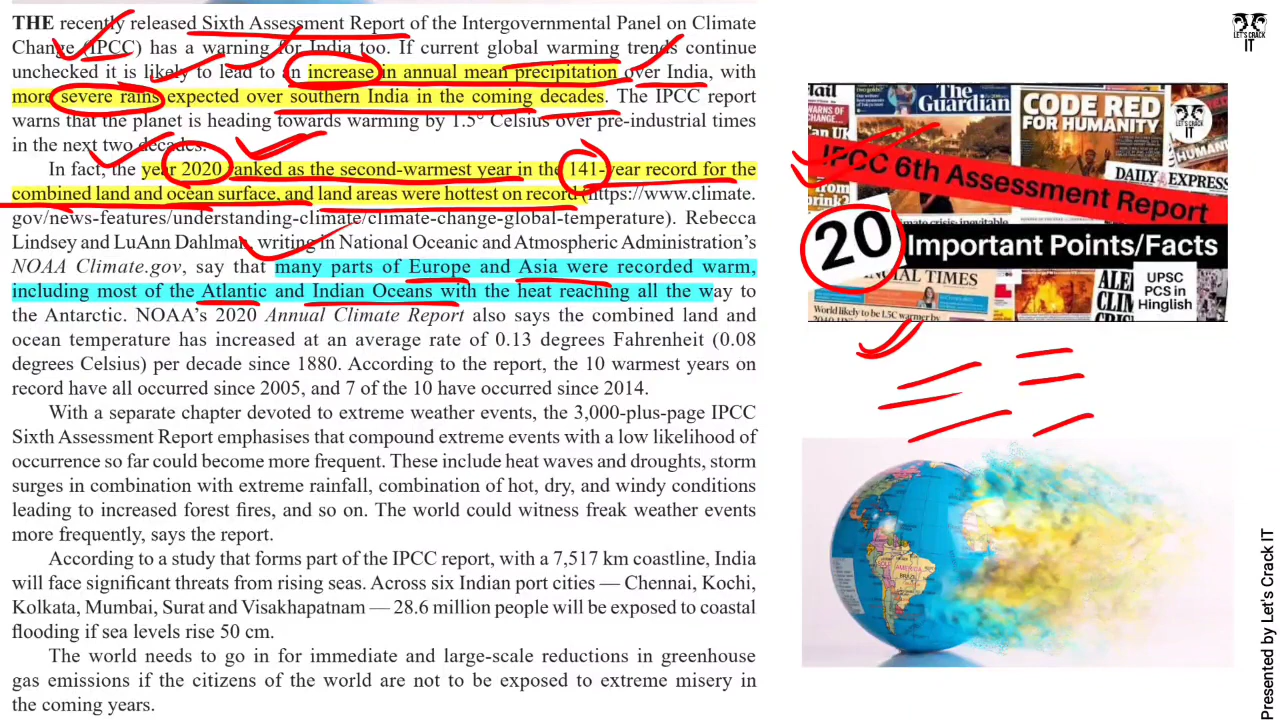 THE recently released Sixth Assessment Report of the Intergovernmental Panel on Climate
Change (IPCC) has a warning for India too. If current global warming trends continue
unchecked it is likely to lead to an increase in annual mean precipitation over India, with
more severe rains expected over southern India in the coming decades. The IPCC report
warns that the planet is heading towards warming by 1.5° Celsius over pre-industrial times
in the next two decades.
In fact, the year 2020 ranked as the second-warmest year in the 141-year record for the
combined land and ocean surface, and land areas were hottest on record (https://www.climate.
gov/news-features/understanding-climate/climate-change-global-temperature). Rebecca
Lindsey and LuAnn Dahlman, writing in National Oceanic and Atmospheric Administration's
NOAA Climate.gov, say that many parts of Europe and Asia were recorded warm,
including most of the Atlantic and Indian Oceans with the heat reaching all the way to
the Antarctic. NOAA's 2020 Annual Climate Report also says the combined land and
ocean temperature has increased at an average rate of 0.13 degrees Fahrenheit (0.08
degrees Celsius) per decade since 1880. According to the report, the 10 warmest years on
record have all occurred since 2005, and 7 of the 10 have occurred since 2014.
With a separate chapter devoted to extreme weather events, the 3,000-plus-page IPCC
Sixth Assessment Report emphasises that compound extreme events with a low likelihood of
occurrence so far could become more frequent. These include heat waves and droughts, storm
surges in combination with extreme rainfall, combination of hot, dry, and windy conditions
leading to increased forest fires, and so on. The world could witness freak weather events
more frequently, says the report.
According to a study that forms part of the IPCC report, with a 7,517 km coastline, India
will face significant threat from rising seas. Across six Indian port cities — Chennai, Kochi,
Kolkata, Mumbai, Surat and Visakhapatnam — 28.6 million people will be exposed to coastal
flooding if sea levels rise 50 cm.
The world needs to go in for immediate and large-scale reductions in greenhouse
gas emissions if the citizens of the world are not to be exposed to extreme misery in
the coming years.
LET'S CRACK
IT
The
Guardian
CODE RED
FOR HUMANITY
LET'S CRACK
IT
HUMAN
DAILY EXPRESS
IPCC 6th Assessment Report
20 Important Points/Facts
UPSC
PCS in
Hinglish
World likely to be 1.5C warmer by
Presented by Let's Crack IT